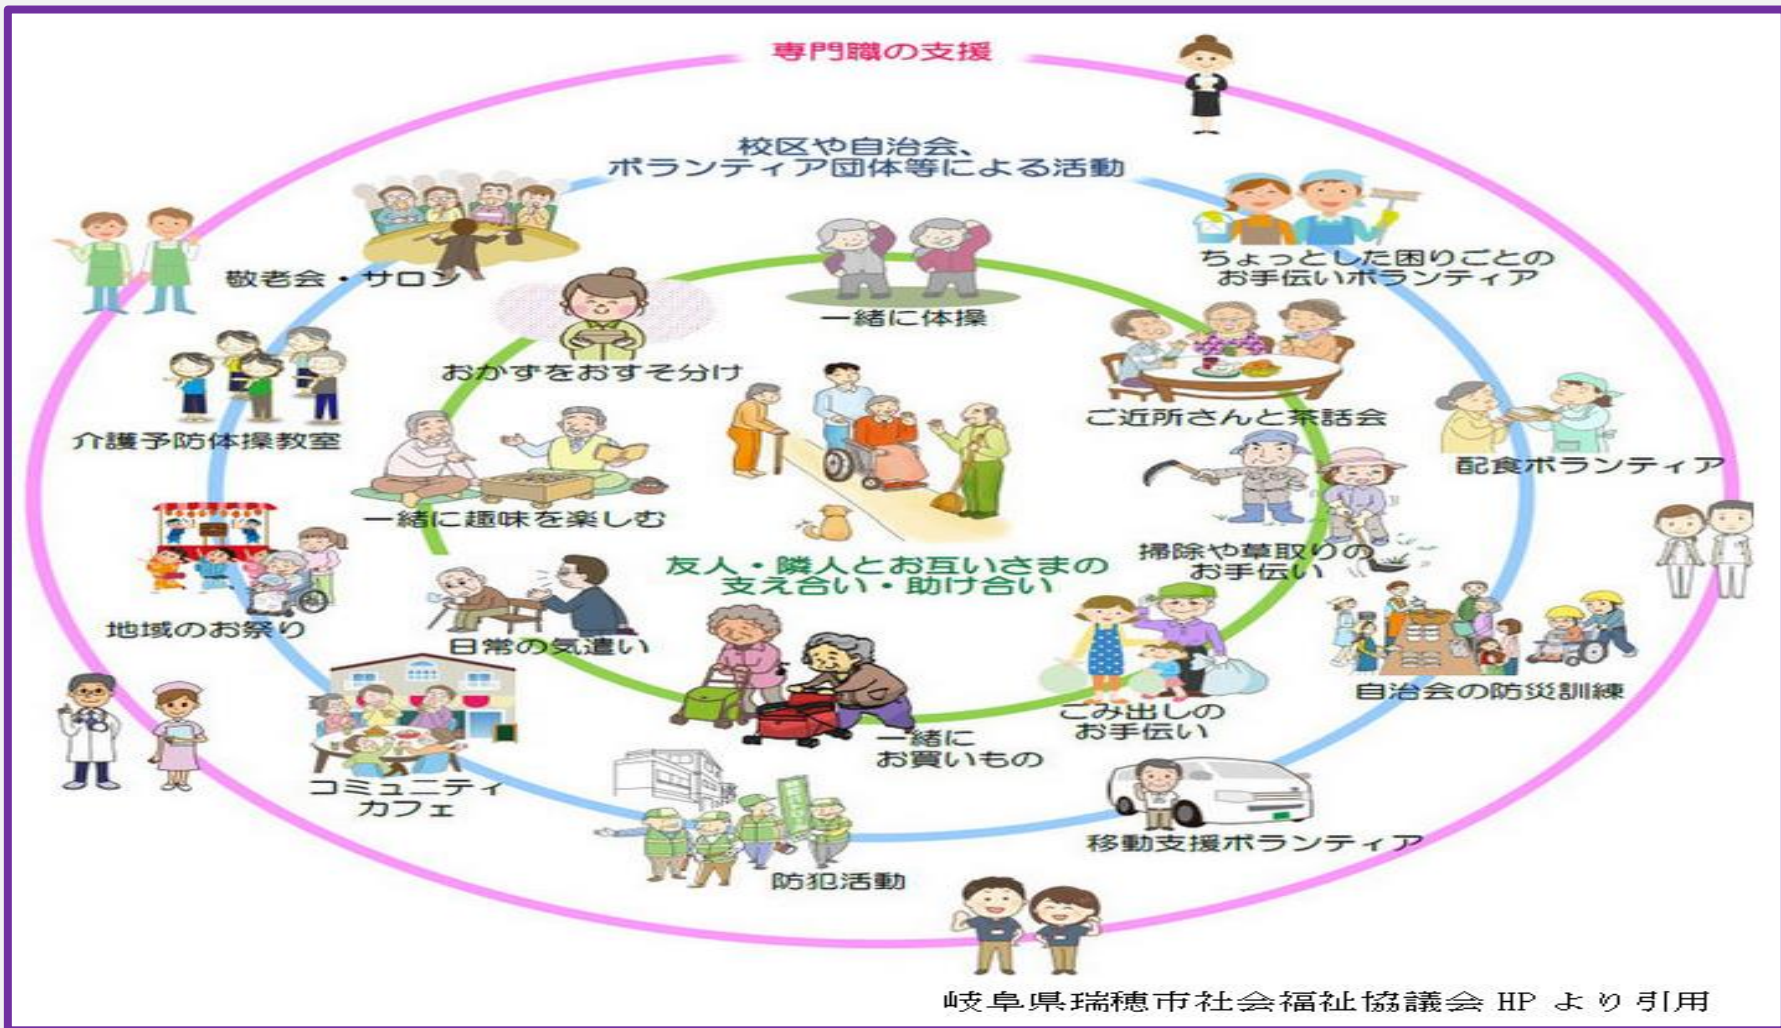 専門職の支援
校区や自治会、
ボランティア団体等による活動
敬老会・サロン
一緒に体操
ちょっとした困りごとの
お手伝いボランティア
おかずをおすそ分け
ご近所さんと茶話会
介護予防体操教室
配食ボランティア
一緒に趣味を楽しむ
掃除や草取りの
お手伝い
友人・隣人とお互いさまの
支え合い・助け合い
地域のお祭り
日常の気遣い
自治会の防災訓練
ごみ出しの
お手伝い
一緒に
お買いもの
コミュニティ
カフェ
移動支援ボランティア
防犯活動
岐阜県瑞穂市社会福祉協議会 HP より引用